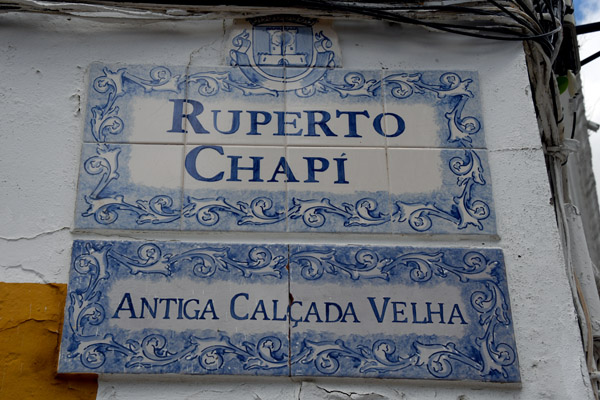 RUPERTO
CHAPÍ
ANTIGA CALÇADA VELHA